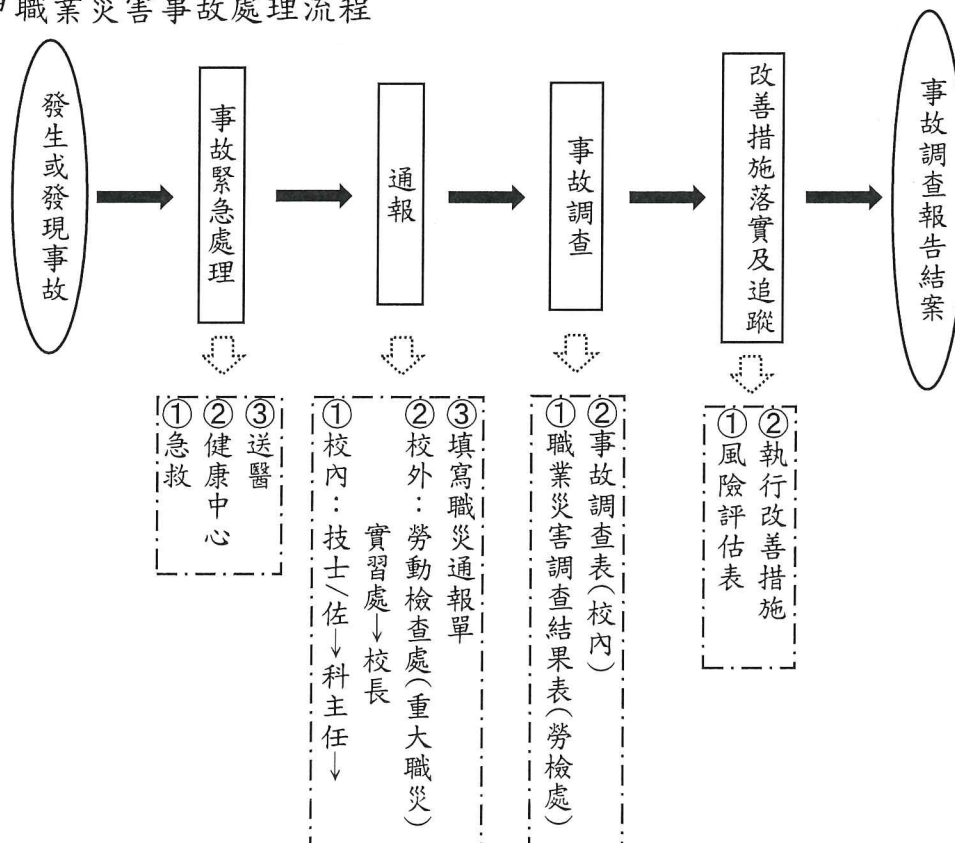 職業災害事故處理流程
發生或發現事故
事故緊急處理
通報
事故調查
改善措施落實及追蹤
事故調查報告結案
①急救
②健康中心
③送醫
①校內：技士/佐→科主任→
實習處→校長
②校外：勞動檢查處(重大職災)
③填寫職災通報單
①職業災害調查結果表(勞檢處)
②事故調查表(校內)
①風險評估表
②執行改善措施